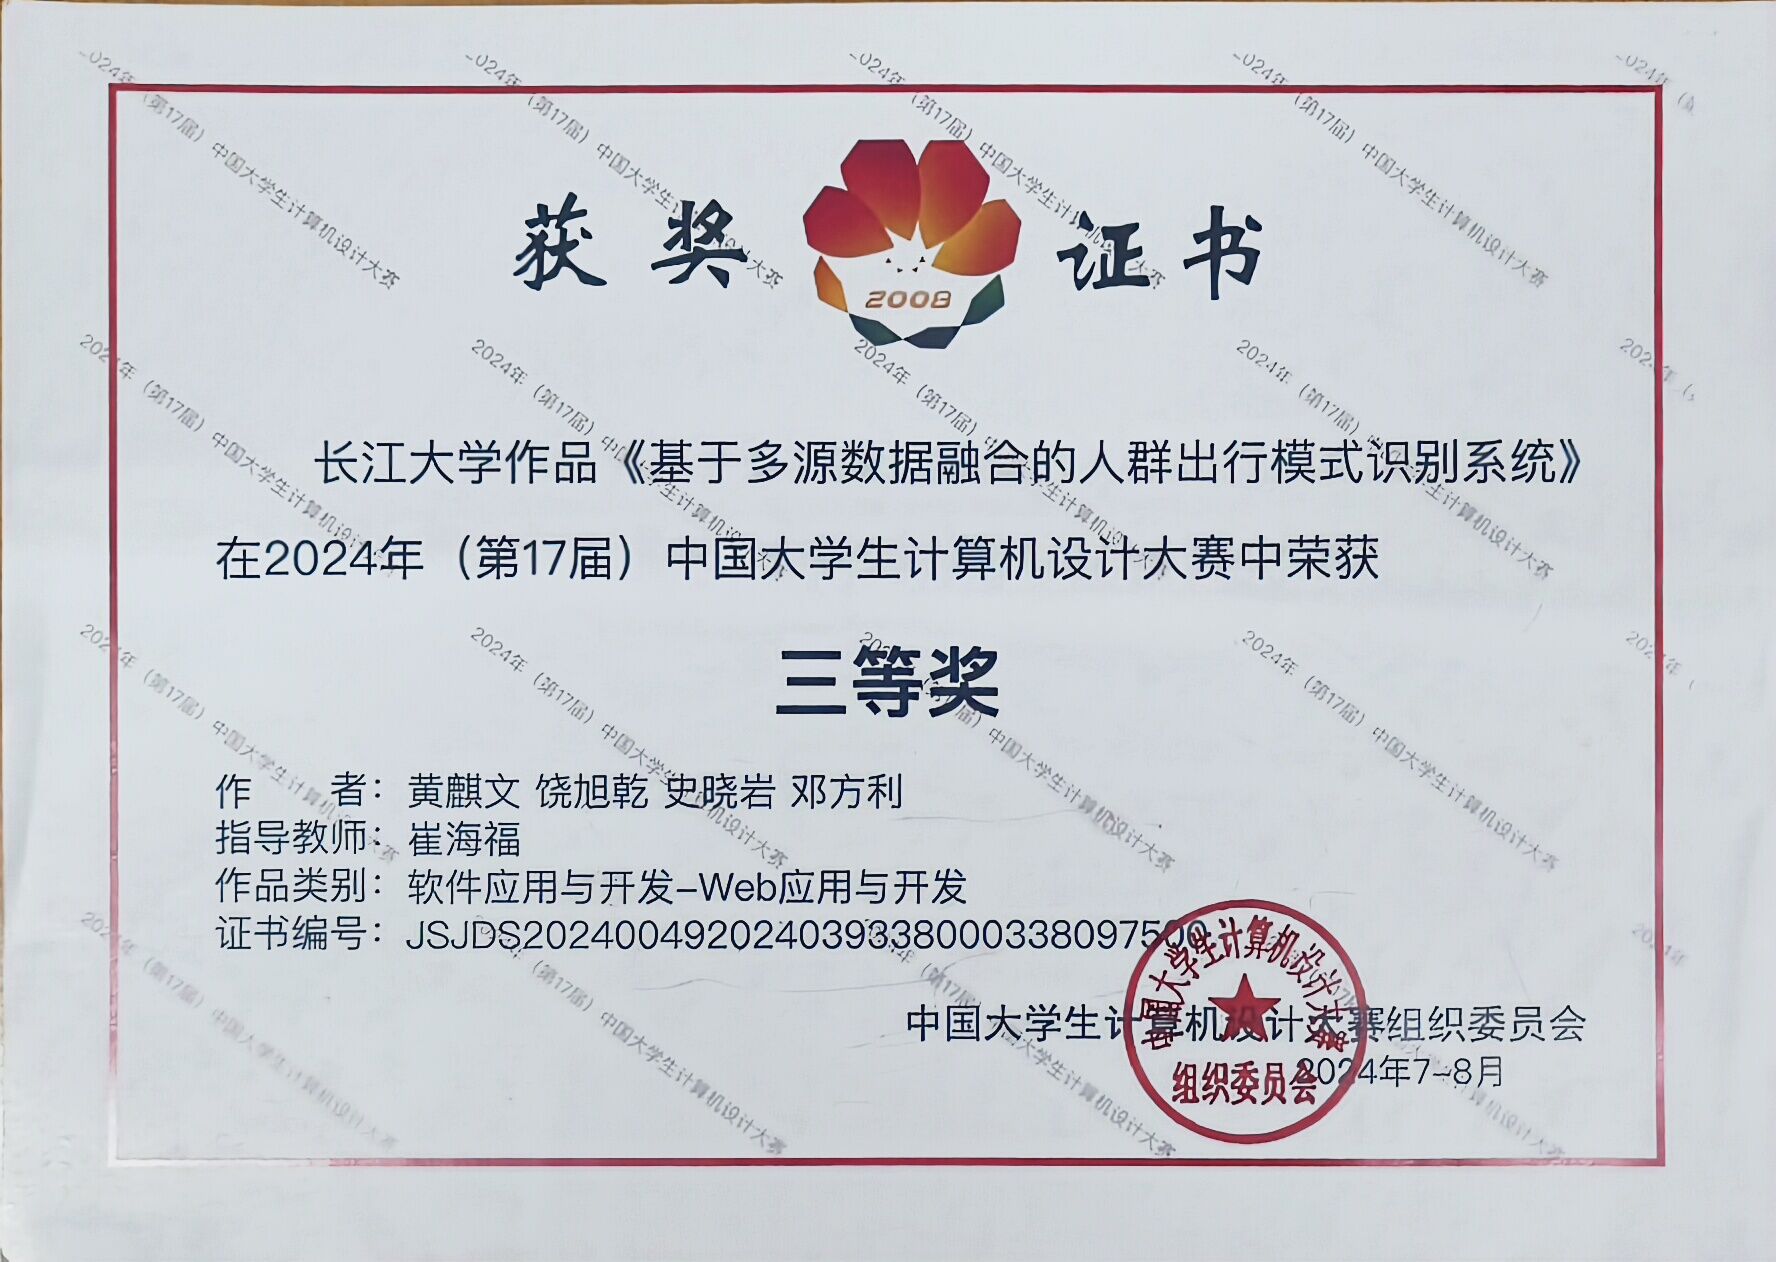 获奖证书
2008
长江大学作品《基于多源数据融合的人群出行模式识别系统》
在2024年（第17届）中国大学生计算机设计大赛中荣获
三等奖
作　　者：黄麒文 饶旭乾 史晓岩 邓方利
指导教师：崔海福
作品类别：软件应用与开发-Web应用与开发
证书编号：JSJDS20240049202403933800033809750​0
中国大学生计算机设计大赛组织委员会
2024年7-8月
中国大学生计算机设计大赛
组织委员会
2024年（第17届）中国大学生计算机设计大赛